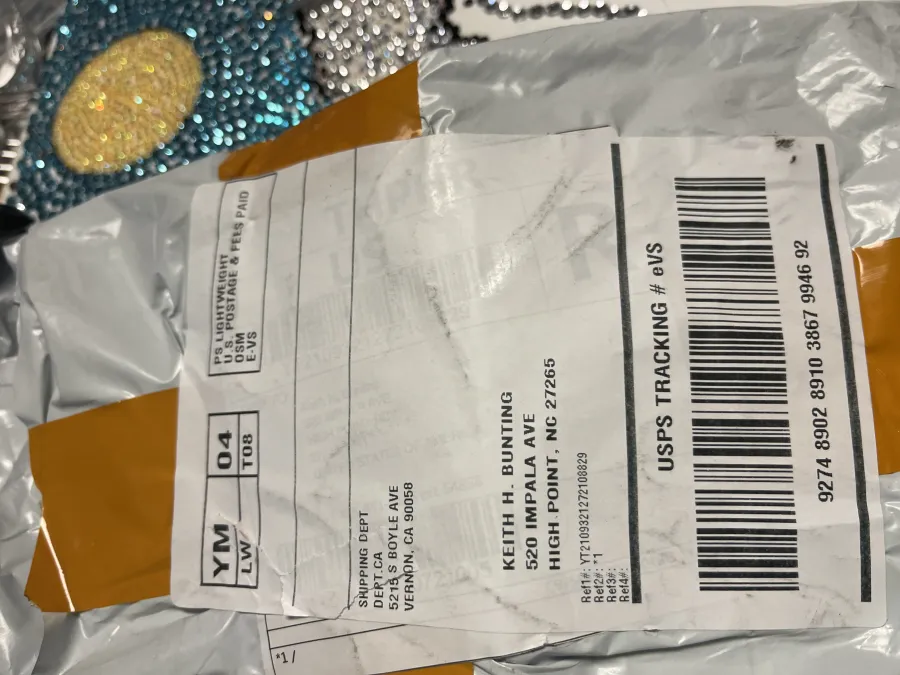 YM
04
LW
T08
PS LIGHTWEIGHT
U.S. POSTAGE & FEES PAID
OSM
E-VS
SHIPPING DEPT
DEPT.CA
5215 S BOYLE AVE
VERNON, CA 90058
KEITH H. BUNTING
520 IMPALA AVE
HIGH POINT, NC 27265
Ref1#: YT2109321272108829
Ref2#: *1
Ref3#:
Ref4#:
USPS TRACKING # eVS
9274 8902 8910 3867 9946 92
*1 /